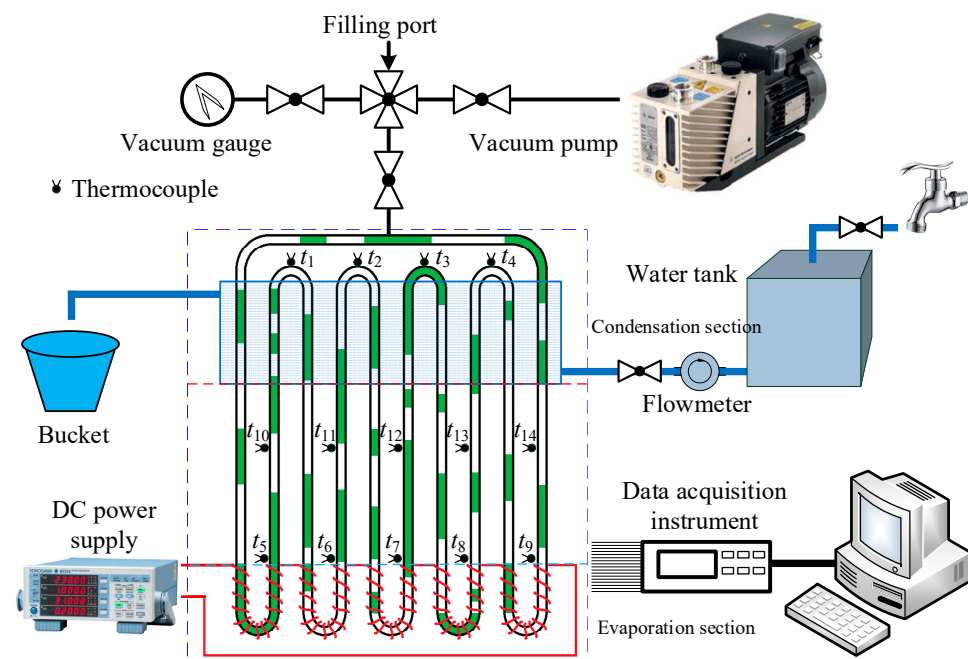 Filling port
Vacuum gauge
Vacuum pump
Thermocouple
t1
t2
t3
t4
Water tank
Condensation section
Flowmeter
Bucket
t10
t11
t12
t13
t14
Data acquisition
instrument
DC power
supply
t5
t6
t7
t8
t9
YOKOGAWA
Evaporation section